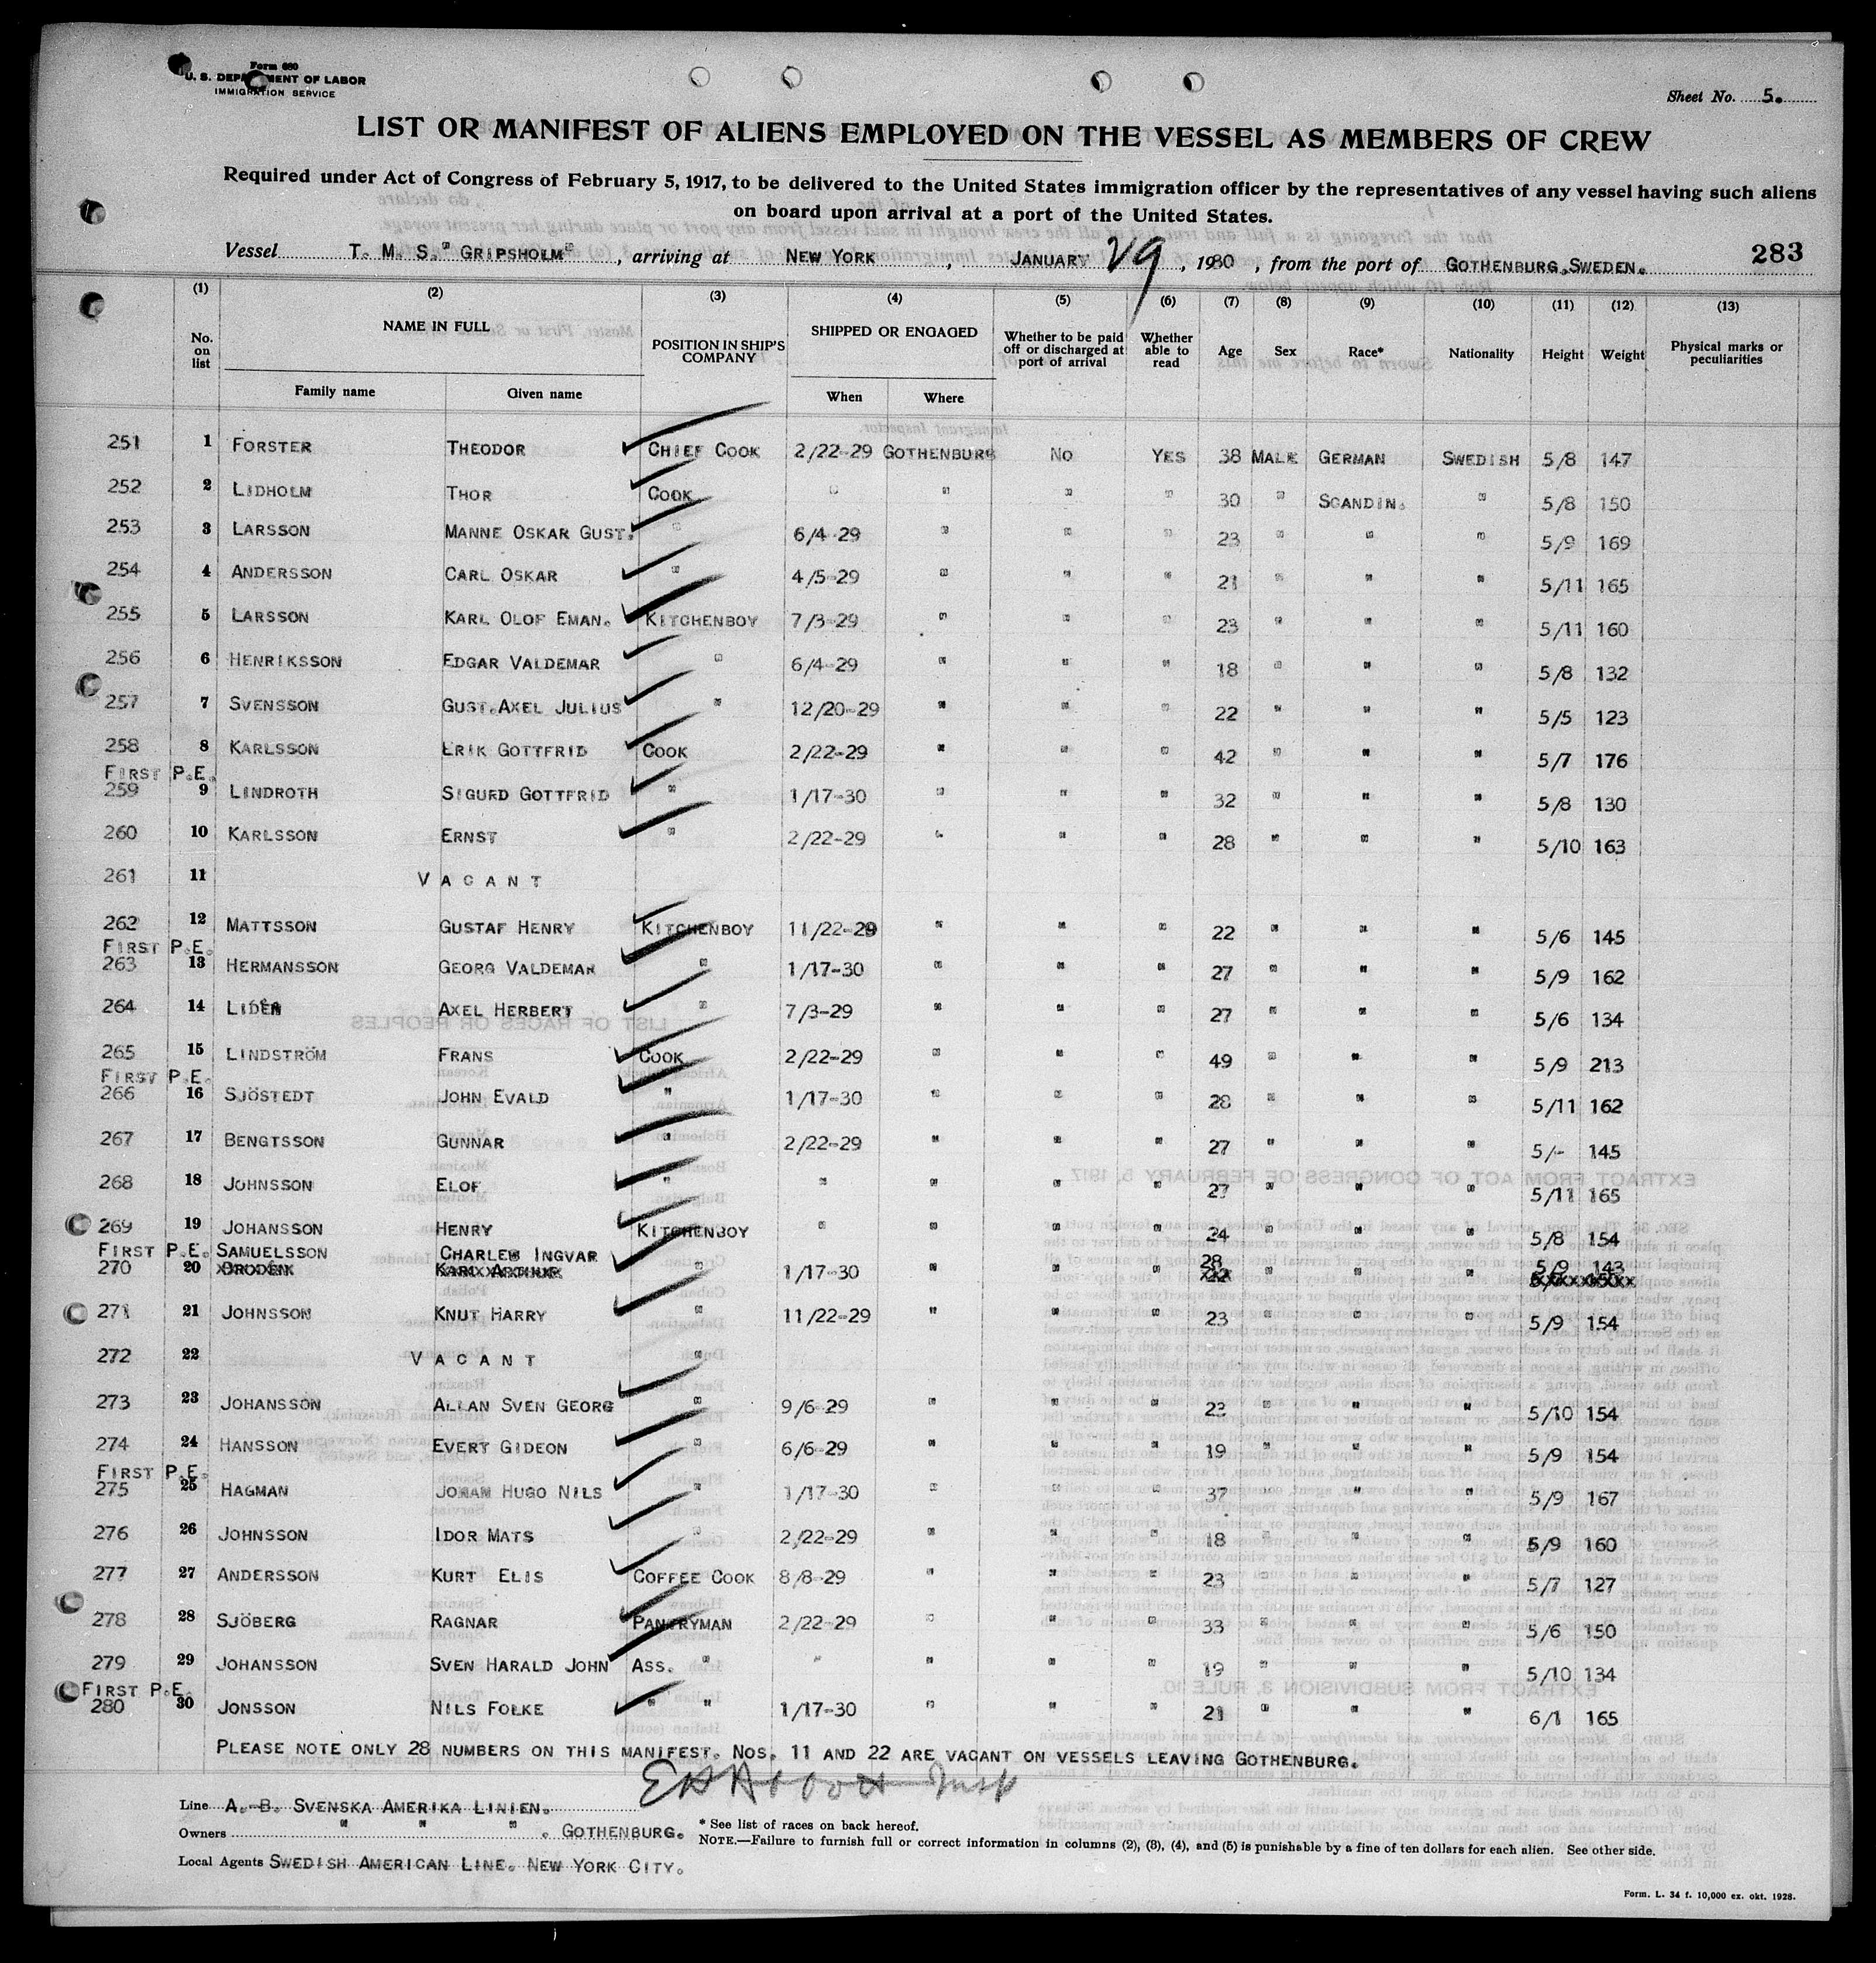 Form 680
U. S. DEPARTMENT OF LABOR
IMMIGRATION SERVICE
Sheet No. 5.
LIST OR MANIFEST OF ALIENS EMPLOYED ON THE VESSEL AS MEMBERS OF CREW
Required under Act of Congress of February 5, 1917, to be delivered to the United States immigration officer by the representatives of any vessel having such aliens
on board upon arrival at a port of the United States.
Vessel T. M. S. "GRIPSHOLM", arriving at NEW YORK, JANUARY 29, 1930, from the port of GOTHENBURG.SWEDEN. 283
(1) (2) (3) (4) (5) (6) (7) (8) (9) (10) (11) (12) (13)
No. on list NAME IN FULL Family name Given name POSITION IN SHIP'S COMPANY SHIPPED OR ENGAGED When Where Whether to be paid off or discharged at port of arrival Whether able to read Age Sex Race* Nationality Height Weight Physical marks or peculiarities
251 1 FORSTER THEODOR CHIEF COOK 2/22-29 GOTHENBURG NO YES 38 MALE GERMAN SWEDISH 5/8 147
252 2 LIDHOLM THOR COOK " " " " 30 " SCANDIN. " 5/8 150
253 3 LARSSON MANNE OSKAR GUST. " 6/4-29 " " " 23 " " " 5/9 169
254 4 ANDERSSON CARL OSKAR " 4/5-29 " " " 21 " " " 5/11 165
255 5 LARSSON KARL OLOF EMAN. KITCHENBOY 7/3-29 " " " 23 " " " 5/11 160
256 6 HENRIKSSON EDGAR VALDEMAR " 6/4-29 " " " 18 " " " 5/8 132
257 7 SVENSSON GUST.AXEL JULIUS " 12/20-29 " " " 22 " " " 5/5 123
258 8 KARLSSON ERIK GOTTFRID COOK 2/22-29 " " " 42 " " " 5/7 176
FIRST P.E.
259 9 LINDROTH SIGURD GOTTFRID " 1/17-30 " " " 32 " " " 5/8 130
260 10 KARLSSON ERNST " 2/22-29 " " " 28 " " " 5/10 163
261 11 V A C A N T
262 12 MATTSSON GUSTAF HENRY KITCHENBOY 11/22-29 " " " 22 " " " 5/6 145
FIRST P.E.
263 13 HERMANSSON GEORG VALDEMAR " 1/17-30 " " " 27 " " " 5/9 162
264 14 LIDÉN AXEL HERBERT " 7/3-29 " " " 27 " " " 5/6 134
265 15 LINDSTRÖM FRANS COOK 2/22-29 " " " 49 " " " 5/9 213
FIRST P.E.
266 16 SJÖSTEDT JOHN EVALD " 1/17-30 " " " 28 " " " 5/11 162
267 17 BENGTSSON GUNNAR " 2/22-29 " " " 27 " " " 5/- 145
268 18 JOHNSSON ELOF " " " " " 27 " " " 5/11 165
269 19 JOHANSSON HENRY KITCHENBOY " " " " 24 " " " 5/8 154
FIRST P.E. SAMUELSSON CHARLES INGVAR 28 5/9 143
270 20 KARL ARTHUR " 1/17-30 " " " 22 " " "
271 21 JOHNSSON KNUT HARRY " 11/22-29 " " " 23 " " " 5/9 154
272 22 V A C A N T "
273 23 JOHANSSON ALLAN SVEN GEORG " 9/6-29 " " " 23 " " " 5/10 154
274 24 HANSSON EVERT GIDEON " 6/6-29 " " " 19 " " " 5/9 154
FIRST P.E.
275 25 HAGMAN JOHAN HUGO NILS " 1/17-30 " " " 37 " " " 5/9 167
276 26 JOHNSSON IDOR MATS " 2/22-29 " " " 18 " " " 5/9 160
277 27 ANDERSSON KURT ELIS COFFEE COOK 8/8-29 " " " 23 " " " 5/7 127
278 28 SJÖBERG RAGNAR PANTRYMAN 2/22-29 " " " 33 " " " 5/6 150
279 29 JOHANSSON SVEN HARALD JOHN ASS. " " " " " 19 " " " 5/10 134
FIRST P.E.
280 30 JONSSON NILS FOLKE " " 1/17-30 " " " 21 " " " 6/1 165
PLEASE NOTE ONLY 28 NUMBERS ON THIS MANIFEST. NOS. 11 AND 22 ARE VACANT ON VESSELS LEAVING GOTHENBURG.
Line A.-B. SVENSKA AMERIKA LINIEN.
Owners " " " . GOTHENBURG.
Local Agents SWEDISH AMERICAN LINE. NEW YORK CITY.
* See list of races on back hereof.
NOTE.—Failure to furnish full or correct information in columns (2), (3), (4), and (5) is punishable by a fine of ten dollars for each alien. See other side.
Form. L. 34 f. 10,000 ex. okt. 1928.